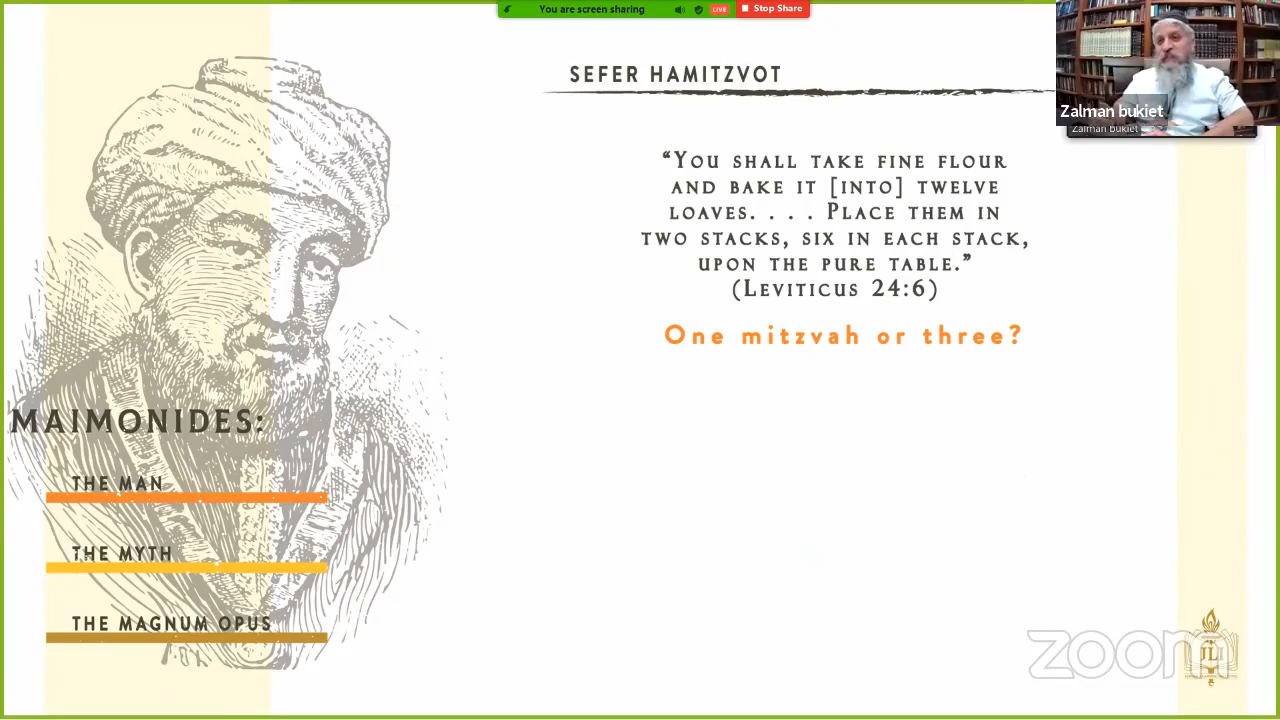 You are screen sharing
LIVE
Stop Share
Zalman bukiet
Zalman bukiet
SEFER HAMITZVOT
“YOU SHALL TAKE FINE FLOUR
AND BAKE IT [INTO] TWELVE
LOAVES. . . . PLACE THEM IN
TWO STACKS, SIX IN EACH STACK,
UPON THE PURE TABLE.”
(LEVITICUS 24:6)
One mitzvah or three?
MAIMONIDES:
THE MAN
THE MYTH
THE MAGNUM OPUS
zoom
JLI